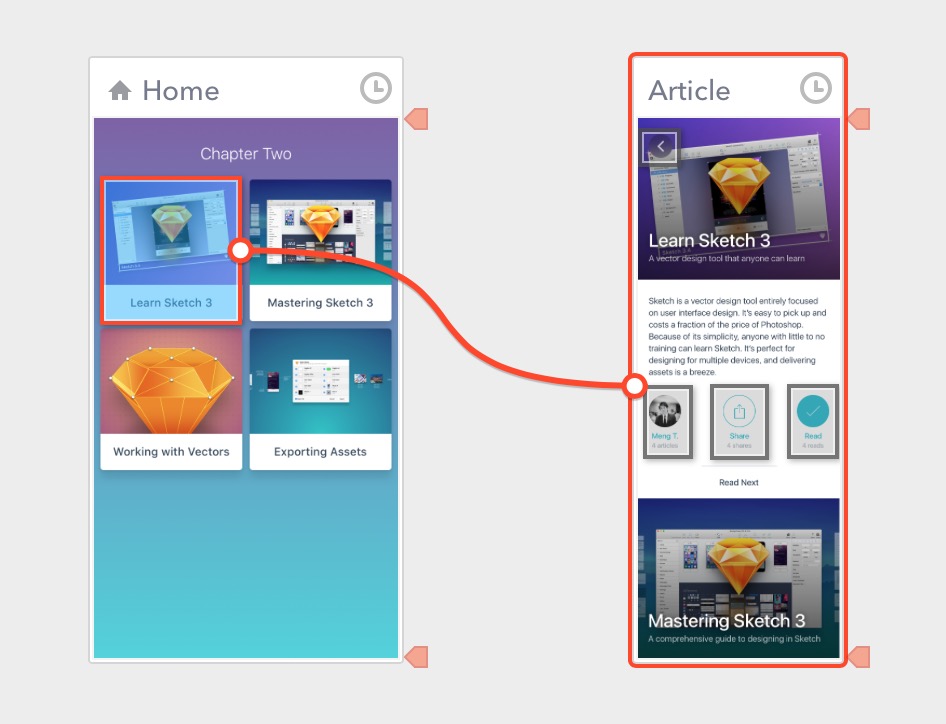 Home
Chapter Two
Learn Sketch 3
Mastering Sketch 3
Working with Vectors
Exporting Assets
Article
Learn Sketch 3
A vector design tool that anyone can learn
Sketch is a vector design tool entirely focused
on user interface design. It's easy to pick up and
costs a fraction of the price of Photoshop.
Because of its simplicity, anyone with little to no
training can learn Sketch. It's perfect for
designing for multiple devices, and delivering
assets is a breeze.
Meng T.
4 articles
Share
4 shares
Read
4 reads
Read Next
Mastering Sketch 3
A comprehensive guide to designing in Sketch